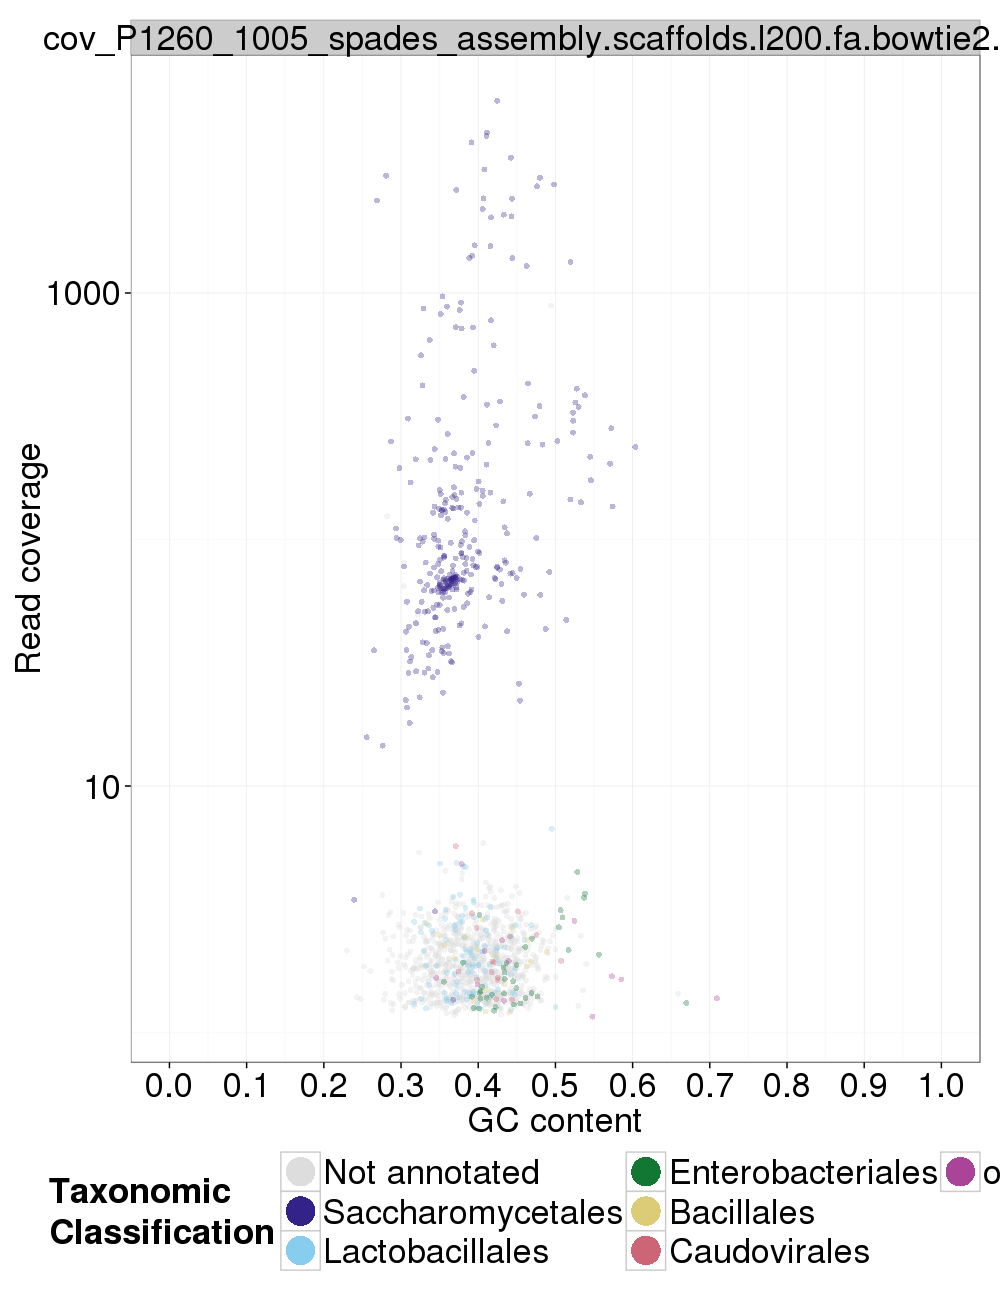 cov_P1260_1005_spades_assembly.scaffolds.l200.fa.bowtie2.
Read coverage
1000
10
0.0 0.1 0.2 0.3 0.4 0.5 0.6 0.7 0.8 0.9 1.0
GC content
Taxonomic
Classification
Not annotated
Saccharomycetales
Lactobacillales
Enterobacteriales
Bacillales
Caudovirales
o